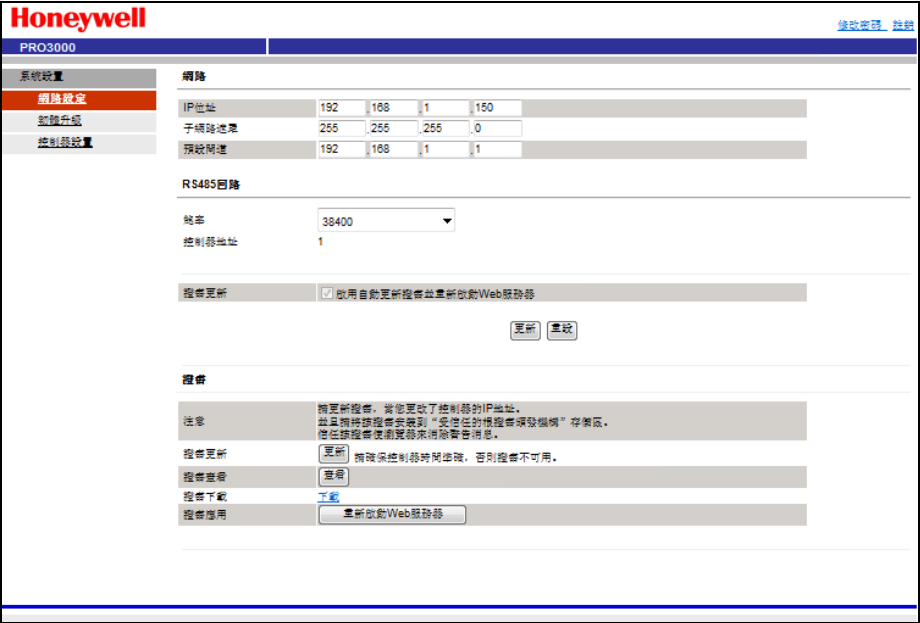 Honeywell
修改密碼 註銷
PRO3000
系統設置
網路設定
韌體升級
控制器設置
網路
IP位址 192 .168 .1 .150
子網路遮罩 255 .255 .255 .0
預設閘道 192 .168 .1 .1
RS485回路
鮑率 38400
控制器地址 1
證書更新 啟用自動更新證書並重新啟動Web服務器
更新 重設
證書
注意
請更新證書，當您更改了控制器的IP地址。
並且請將該證書安裝到“受信任的根證書頒發機構”存儲區。
信任該證書使瀏覽器來消除警告消息。
證書更新 更新 請確保控制器時間準確，否則證書不可用。
證書查看 查看
證書下載 下載
證書應用 重新啟動Web服務器